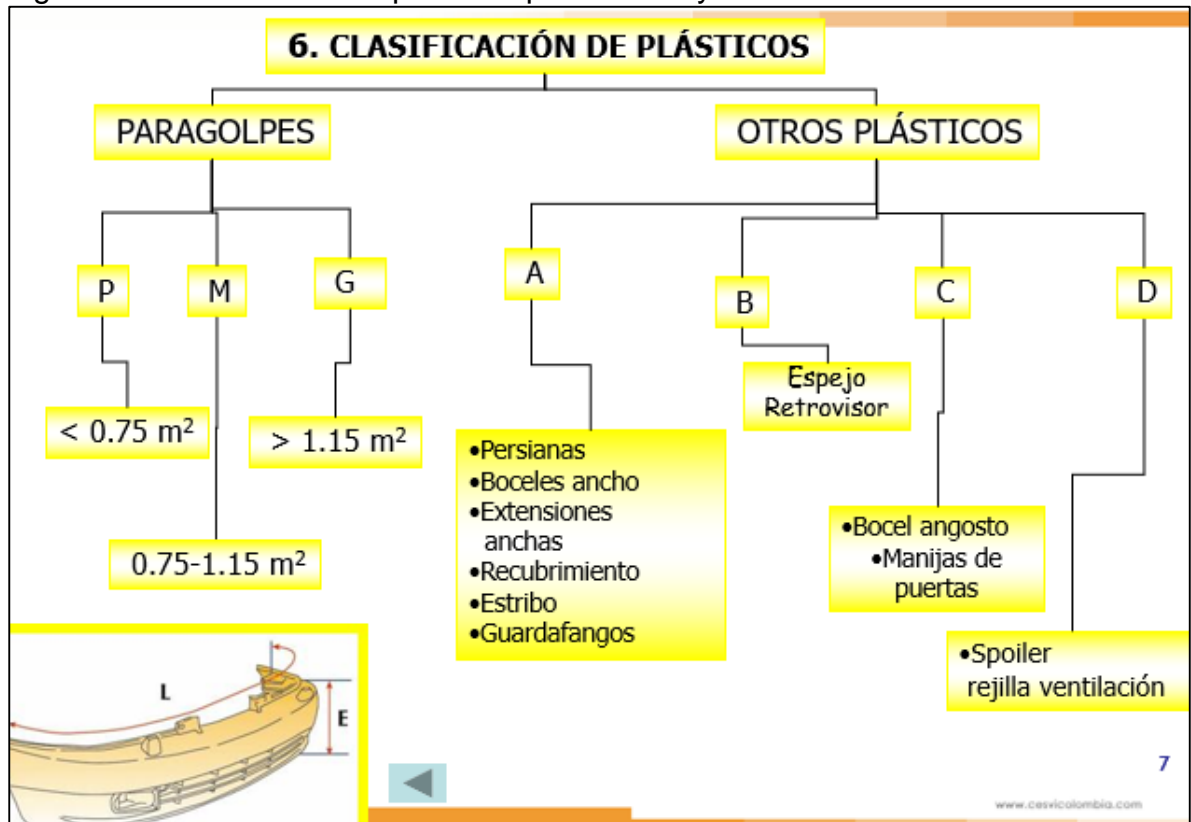 6. CLASIFICACIÓN DE PLÁSTICOS
PARAGOLPES
OTROS PLÁSTICOS
P
M
G
A
B
C
D
< 0.75 m²
> 1.15 m²
0.75-1.15 m²
•Persianas
•Boceles ancho
•Extensiones
anchas
•Recubrimiento
•Estribo
•Guardafangos
Espejo
Retrovisor
•Bocel angosto
•Manijas de
puertas
•Spoiler
rejilla ventilación
L
E
7
www.cesvicolombia.com